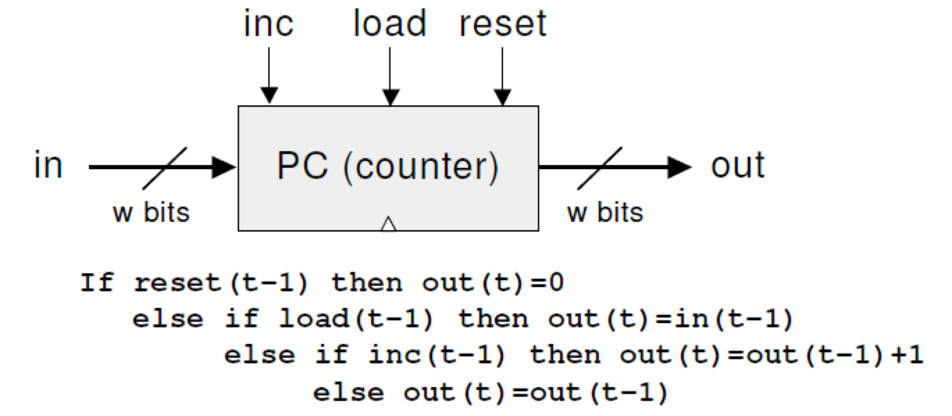 inc load reset
in PC (counter) out
w bits w bits
If reset(t-1) then out(t)=0
else if load(t-1) then out(t)=in(t-1)
else if inc(t-1) then out(t)=out(t-1)+1
else out(t)=out(t-1)